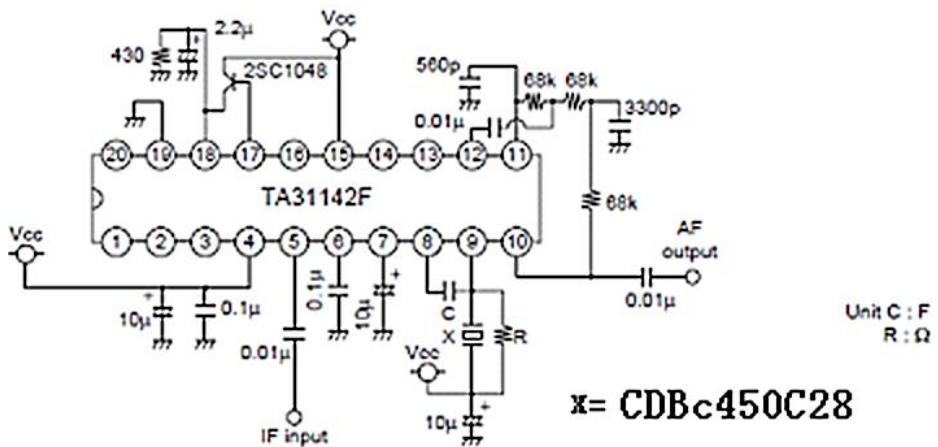 2.2μ
+
Vcc
430
2SC1048
560p
68k
68k
0.01μ
3300p
20 19 18 17 16 15 14 13 12 11
TA31142F
68k
Vcc
1 2 3 4 5 6 7 8 9 10
AF
output
+
10μ
0.1μ
0.1μ
+
10μ
C
X
R
0.01μ
0.01μ
Unit C : F
R : Ω
Vcc
+
10μ
IF input
X= CDBc450C28